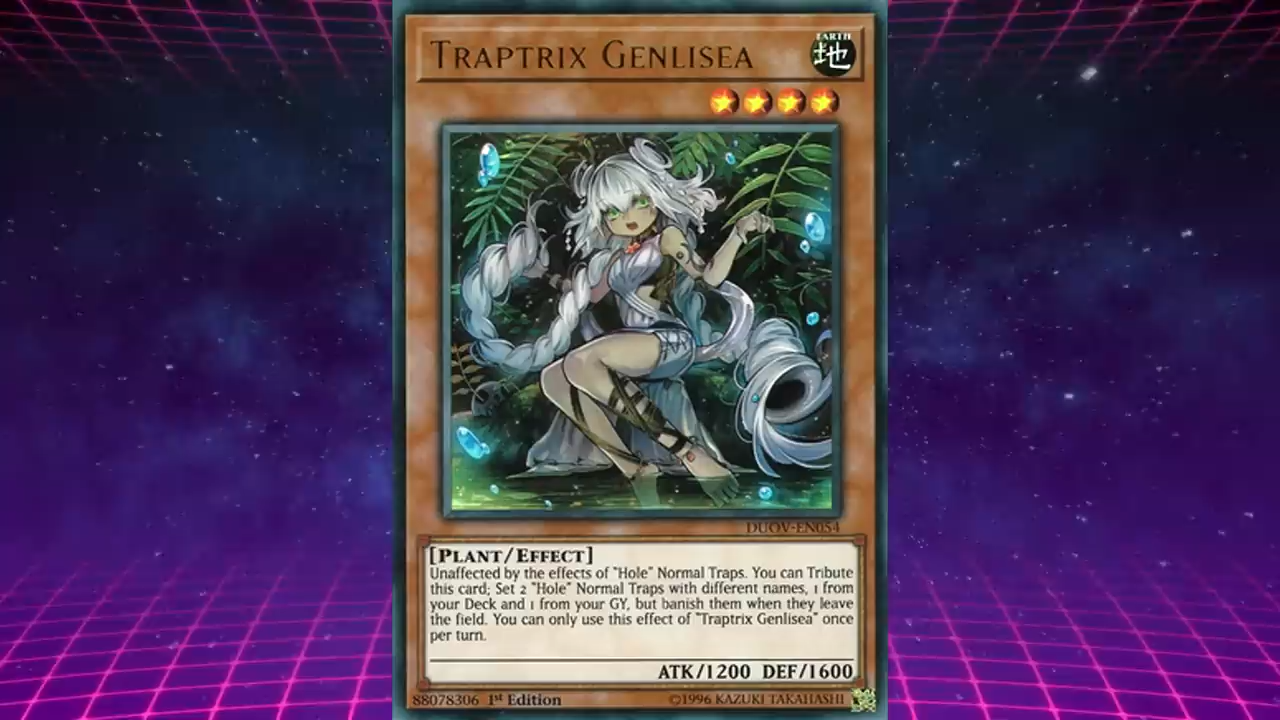 TRAPTRIX GENLISEA
EARTH
地
DUOV-EN054
[PLANT/EFFECT]
Unaffected by the effects of "Hole" Normal Traps. You can Tribute
this card; Set 2 "Hole" Normal Traps with different names, 1 from
your Deck and 1 from your GY, but banish them when they leave
the field. You can only use this effect of "Traptrix Genlisea" once
per turn.
ATK/1200 DEF/1600
88078306 1st Edition ©1996 KAZUKI TAKAHASHI